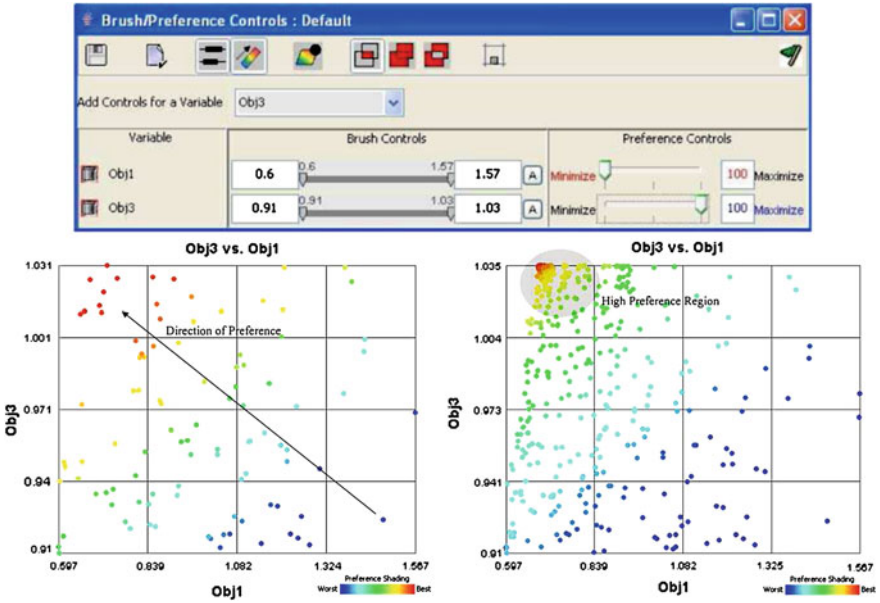 Brush/Preference Controls : Default
Add Controls for a Variable Obj3
Variable Brush Controls Preference Controls
Obj1 0.6 0.6 1.57 1.57 A Minimize 100 Maximize
Obj3 0.91 0.91 1.03 1.03 A Minimize 100 Maximize
Obj3 vs. Obj1
1.031
1.001
0.971
0.94
0.91
Obj3
Direction of Preference
0.597 0.839 1.082 1.324 1.567
Obj1
Preference Shading
Worst Best
Obj3 vs. Obj1
1.035
1.004
0.973
0.941
0.91
Obj3
High Preference Region
0.597 0.839 1.082 1.325 1.567
Obj1
Preference Shading
Worst Best